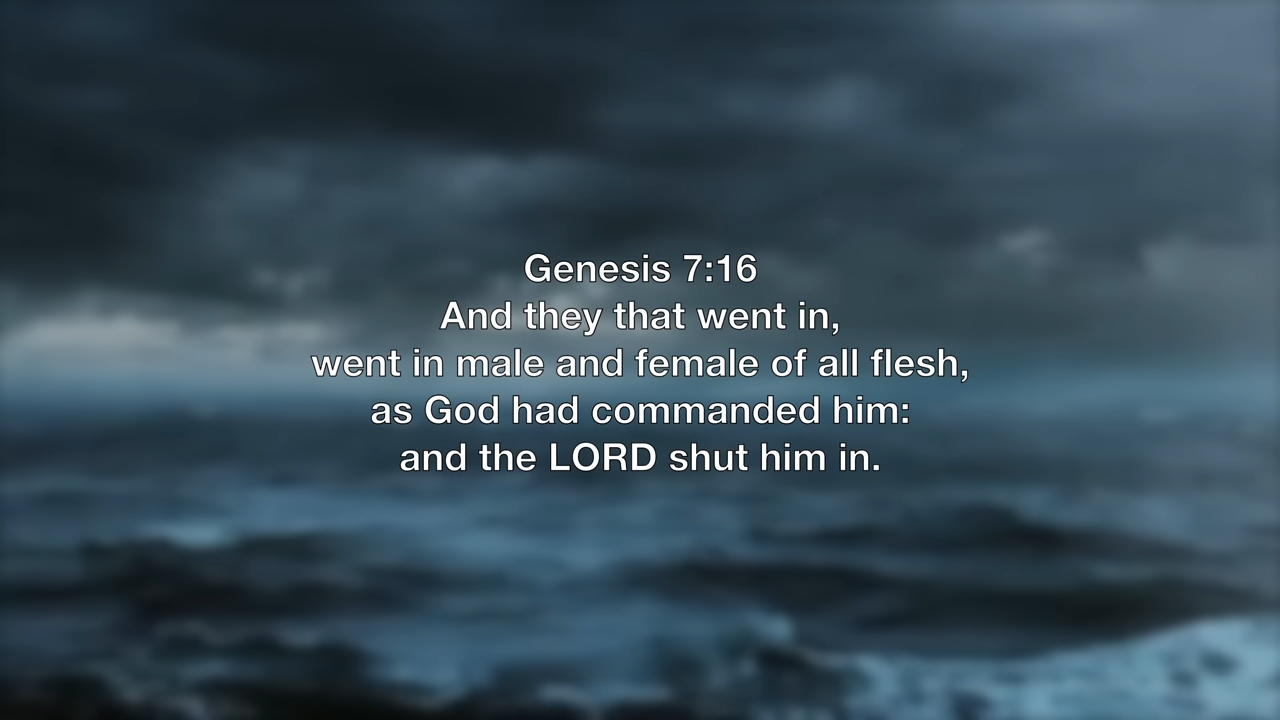 Genesis 7:16
And they that went in,
went in male and female of all flesh,
as God had commanded him:
and the LORD shut him in.